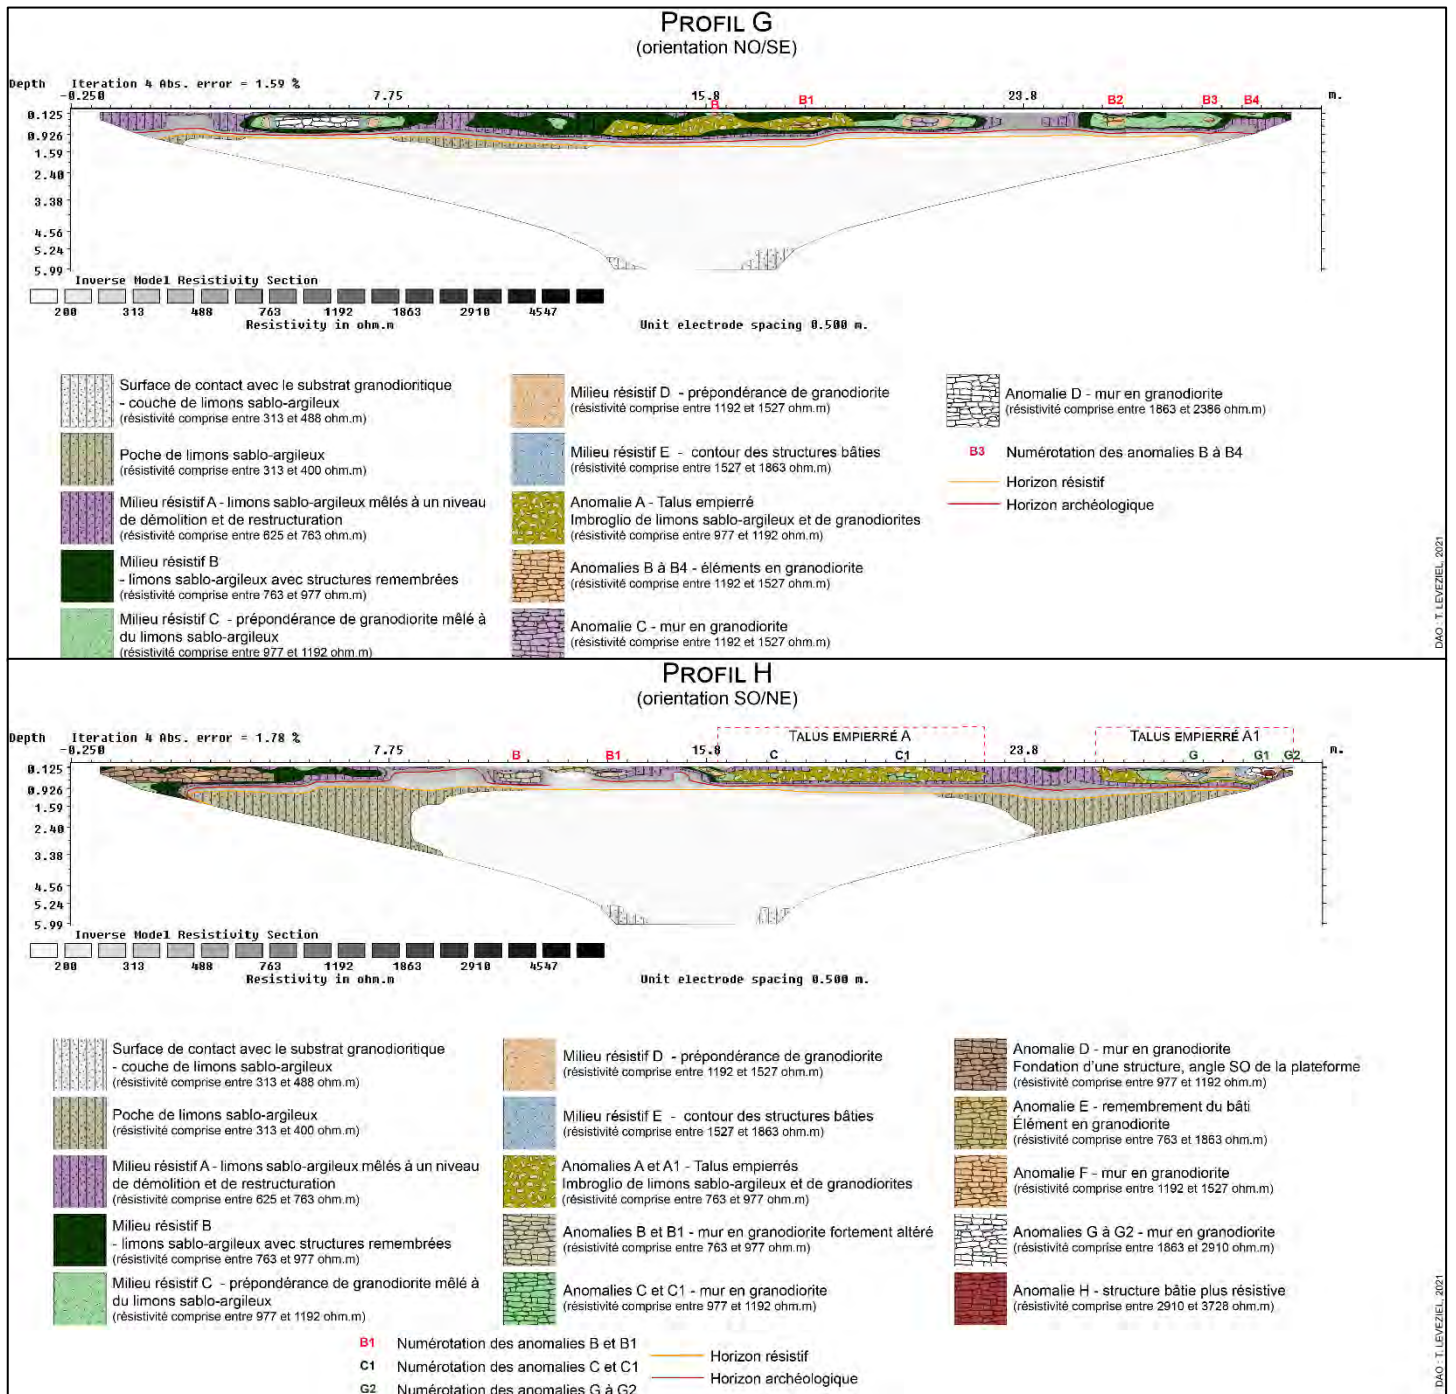 PROFIL G
(orientation NO/SE)
Depth Iteration 4 Abs. error = 1.59 %
-0.250 7.75 15.8 23.8 m.
B B1 B2 B3 B4
0.125
0.926
1.59
2.40
3.38
4.56
5.24
5.99
Inverse Model Resistivity Section
200 313 488 763 1192 1863 2910 4547
Resistivity in ohm.m Unit electrode spacing 0.500 m.
Surface de contact avec le substrat granodioritique
- couche de limons sablo-argileux
(résistivité comprise entre 313 et 488 ohm.m)
Poche de limons sablo-argileux
(résistivité comprise entre 313 et 400 ohm.m)
Milieu résistif A - limons sablo-argileux mêlés à un niveau
de démolition et de restructuration
(résistivité comprise entre 625 et 763 ohm.m)
Milieu résistif B
- limons sablo-argileux avec structures remembrées
(résistivité comprise entre 763 et 977 ohm.m)
Milieu résistif C - prépondérance de granodiorite mêlé à
du limons sablo-argileux
(résistivité comprise entre 977 et 1192 ohm.m)
Milieu résistif D - prépondérance de granodiorite
(résistivité comprise entre 1192 et 1527 ohm.m)
Milieu résistif E - contour des structures bâties
(résistivité comprise entre 1527 et 1863 ohm.m)
Anomalie A - Talus empierré
Imbroglio de limons sablo-argileux et de granodiorites
(résistivité comprise entre 977 et 1192 ohm.m)
Anomalies B à B4 - éléments en granodiorite
(résistivité comprise entre 1192 et 1527 ohm.m)
Anomalie C - mur en granodiorite
(résistivité comprise entre 1192 et 1527 ohm.m)
Anomalie D - mur en granodiorite
(résistivité comprise entre 1863 et 2386 ohm.m)
B3 Numérotation des anomalies B à B4
Horizon résistif
Horizon archéologique
DAO : T. LEVEZIEL, 2021
PROFIL H
(orientation SO/NE)
TALUS EMPIERRÉ A TALUS EMPIERRÉ A1
Depth Iteration 4 Abs. error = 1.78 %
-0.250 7.75 15.8 23.8 m.
B B1 C C1 G G1 G2
0.125
0.926
1.59
2.40
3.38
4.56
5.24
5.99
Inverse Model Resistivity Section
200 313 488 763 1192 1863 2910 4547
Resistivity in ohm.m Unit electrode spacing 0.500 m.
Surface de contact avec le substrat granodioritique
- couche de limons sablo-argileux
(résistivité comprise entre 313 et 488 ohm.m)
Poche de limons sablo-argileux
(résistivité comprise entre 313 et 400 ohm.m)
Milieu résistif A - limons sablo-argileux mêlés à un niveau
de démolition et de restructuration
(résistivité comprise entre 625 et 763 ohm.m)
Milieu résistif B
- limons sablo-argileux avec structures remembrées
(résistivité comprise entre 763 et 977 ohm.m)
Milieu résistif C - prépondérance de granodiorite mêlé à
du limons sablo-argileux
(résistivité comprise entre 977 et 1192 ohm.m)
Milieu résistif D - prépondérance de granodiorite
(résistivité comprise entre 1192 et 1527 ohm.m)
Milieu résistif E - contour des structures bâties
(résistivité comprise entre 1527 et 1863 ohm.m)
Anomalies A et A1 - Talus empierrés
Imbroglio de limons sablo-argileux et de granodiorites
(résistivité comprise entre 763 et 977 ohm.m)
Anomalies B et B1 - mur en granodiorite fortement altéré
(résistivité comprise entre 763 et 977 ohm.m)
Anomalies C et C1 - mur en granodiorite
(résistivité comprise entre 977 et 1192 ohm.m)
Anomalie D - mur en granodiorite
Fondation d'une structure, angle SO de la plateforme
(résistivité comprise entre 977 et 1192 ohm.m)
Anomalie E - remembrement du bâti
Élément en granodiorite
(résistivité comprise entre 763 et 1863 ohm.m)
Anomalie F - mur en granodiorite
(résistivité comprise entre 1192 et 1527 ohm.m)
Anomalies G à G2 - mur en granodiorite
(résistivité comprise entre 1863 et 2910 ohm.m)
Anomalie H - structure bâtie plus résistive
(résistivité comprise entre 2910 et 3728 ohm.m)
B1 Numérotation des anomalies B et B1
C1 Numérotation des anomalies C et C1
G2 Numérotation des anomalies G à G2
Horizon résistif
Horizon archéologique
DAO : T. LEVEZIEL, 2021